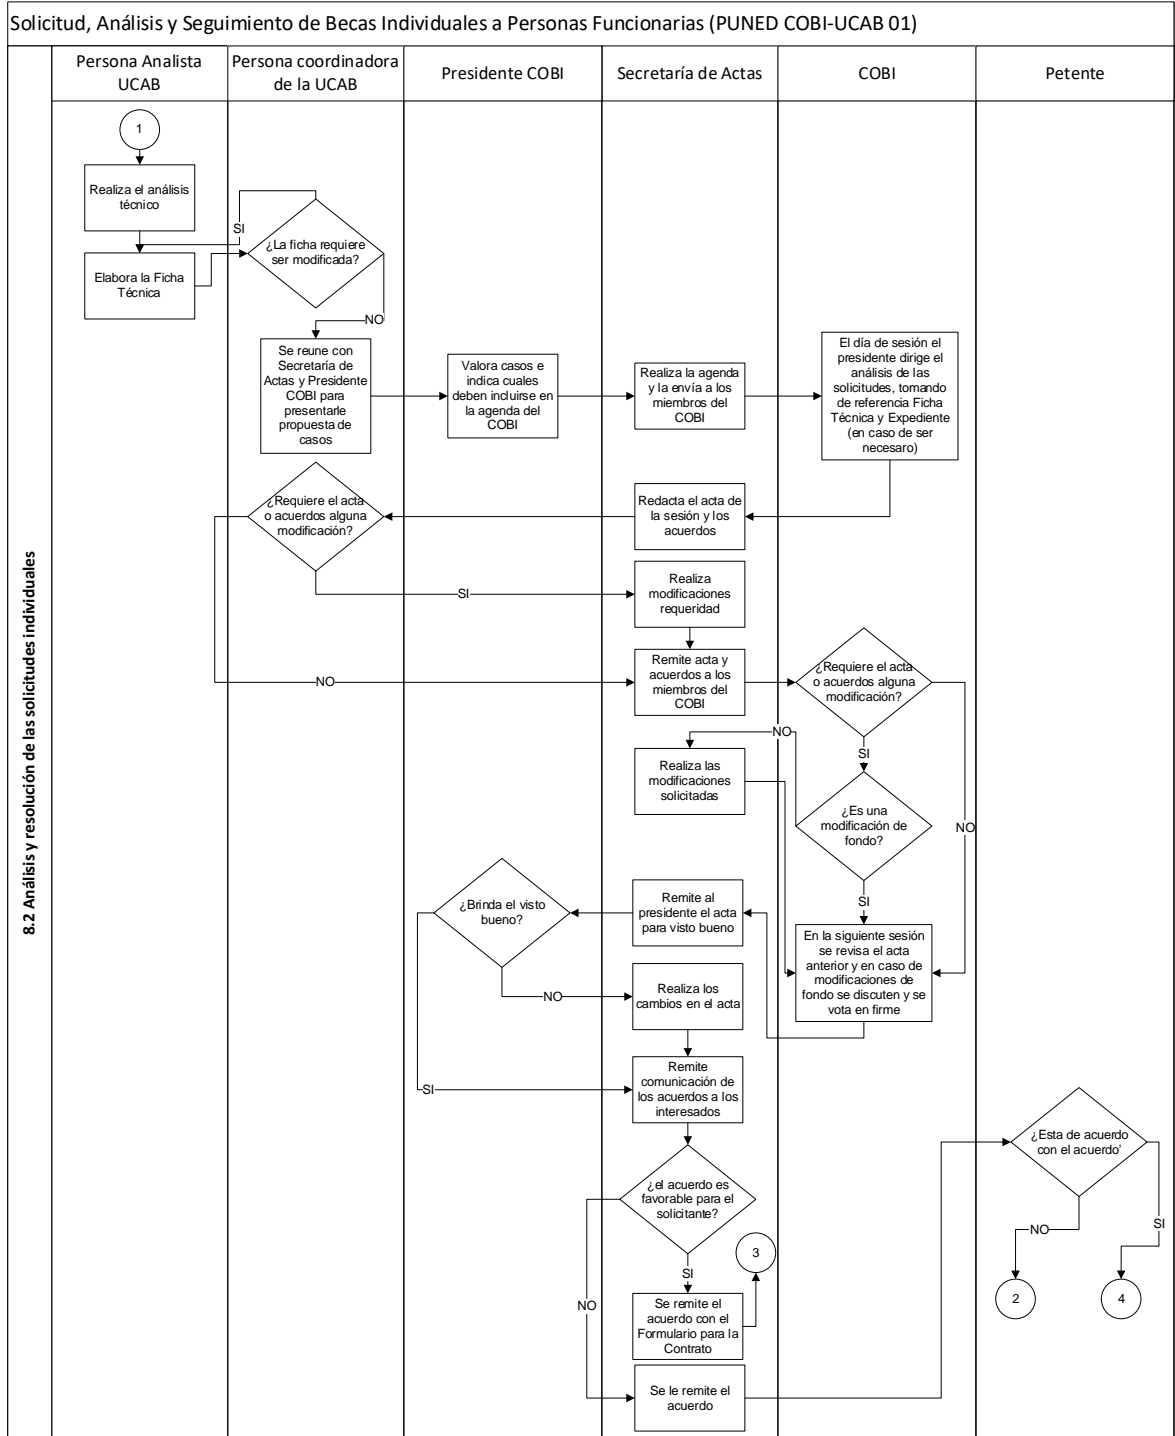 Solicitud, Análisis y Seguimiento de Becas Individuales a Personas Funcionarias (PUNED COBI-UCAB 01)
8.2 Análisis y resolución de las solicitudes individuales
Persona Analista
UCAB
Persona coordinadora
de la UCAB
Presidente COBI
Secretaría de Actas
COBI
Petente
1
Realiza el análisis
técnico
SI
¿La ficha requiere
ser modificada?
Elabora la Ficha
Técnica
NO
Se reune con
Secretaría de
Actas y Presidente
COBI para
presentarle
propuesta de
casos
Valora casos e
indica cuales
deben incluirse en
la agenda del
COBI
Realiza la agenda
y la envía a los
miembros del
COBI
El día de sesión el
presidente dirige el
análisis de las
solicitudes, tomando
de referencia Ficha
Técnica y Expediente
(en caso de ser
necesaro)
¿Requiere el acta
o acuerdos alguna
modificación?
Redacta el acta de
la sesión y los
acuerdos
SI
Realiza
modificaciones
requeridad
NO
Remite acta y
acuerdos a los
miembros del
COBI
¿Requiere el acta
o acuerdos alguna
modificación?
NO
SI
Realiza las
modificaciones
solicitadas
¿Es una
modificación de
fondo?
NO
SI
¿Brinda el visto
bueno?
Remite al
presidente el acta
para visto bueno
En la siguiente sesión
se revisa el acta
anterior y en caso de
modificaciones de
fondo se discuten y se
vota en firme
NO
Realiza los
cambios en el acta
SI
Remite
comunicación de
los acuerdos a los
interesados
¿Esta de acuerdo
con el acuerdo'
¿el acuerdo es
favorable para el
solicitante?
NO
SI
3
SI
NO
2
4
Se remite el
acuerdo con el
Formulario para la
Contrato
Se le remite el
acuerdo